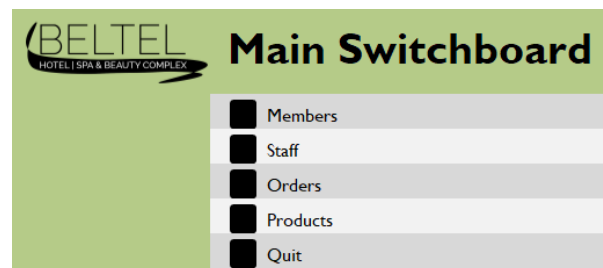 BELTEL
HOTEL | SPA & BEAUTY COMPLEX
Main Switchboard
Members
Staff
Orders
Products
Quit